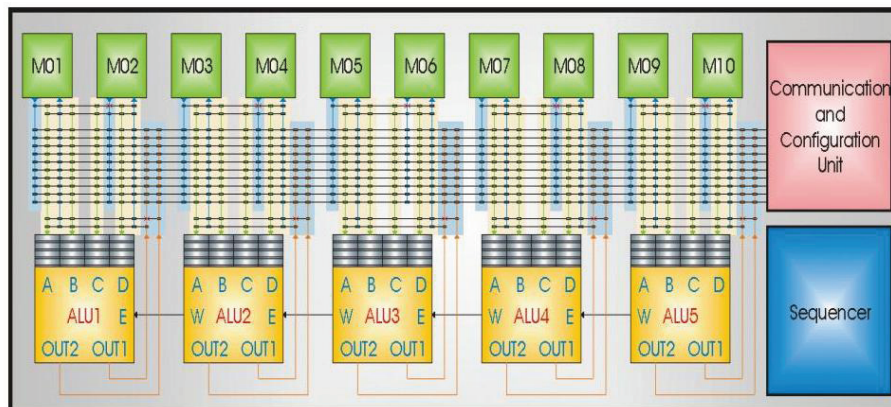 M01 M02 M03 M04 M05 M06 M07 M08 M09 M10
Communication
and
Configuration
Unit
A B C D A B C D A B C D A B C D A B C D
ALU1 E W ALU2 E W ALU3 E W ALU4 E W ALU5
OUT2 OUT1 OUT2 OUT1 OUT2 OUT1 OUT2 OUT1 OUT2 OUT1
Sequencer